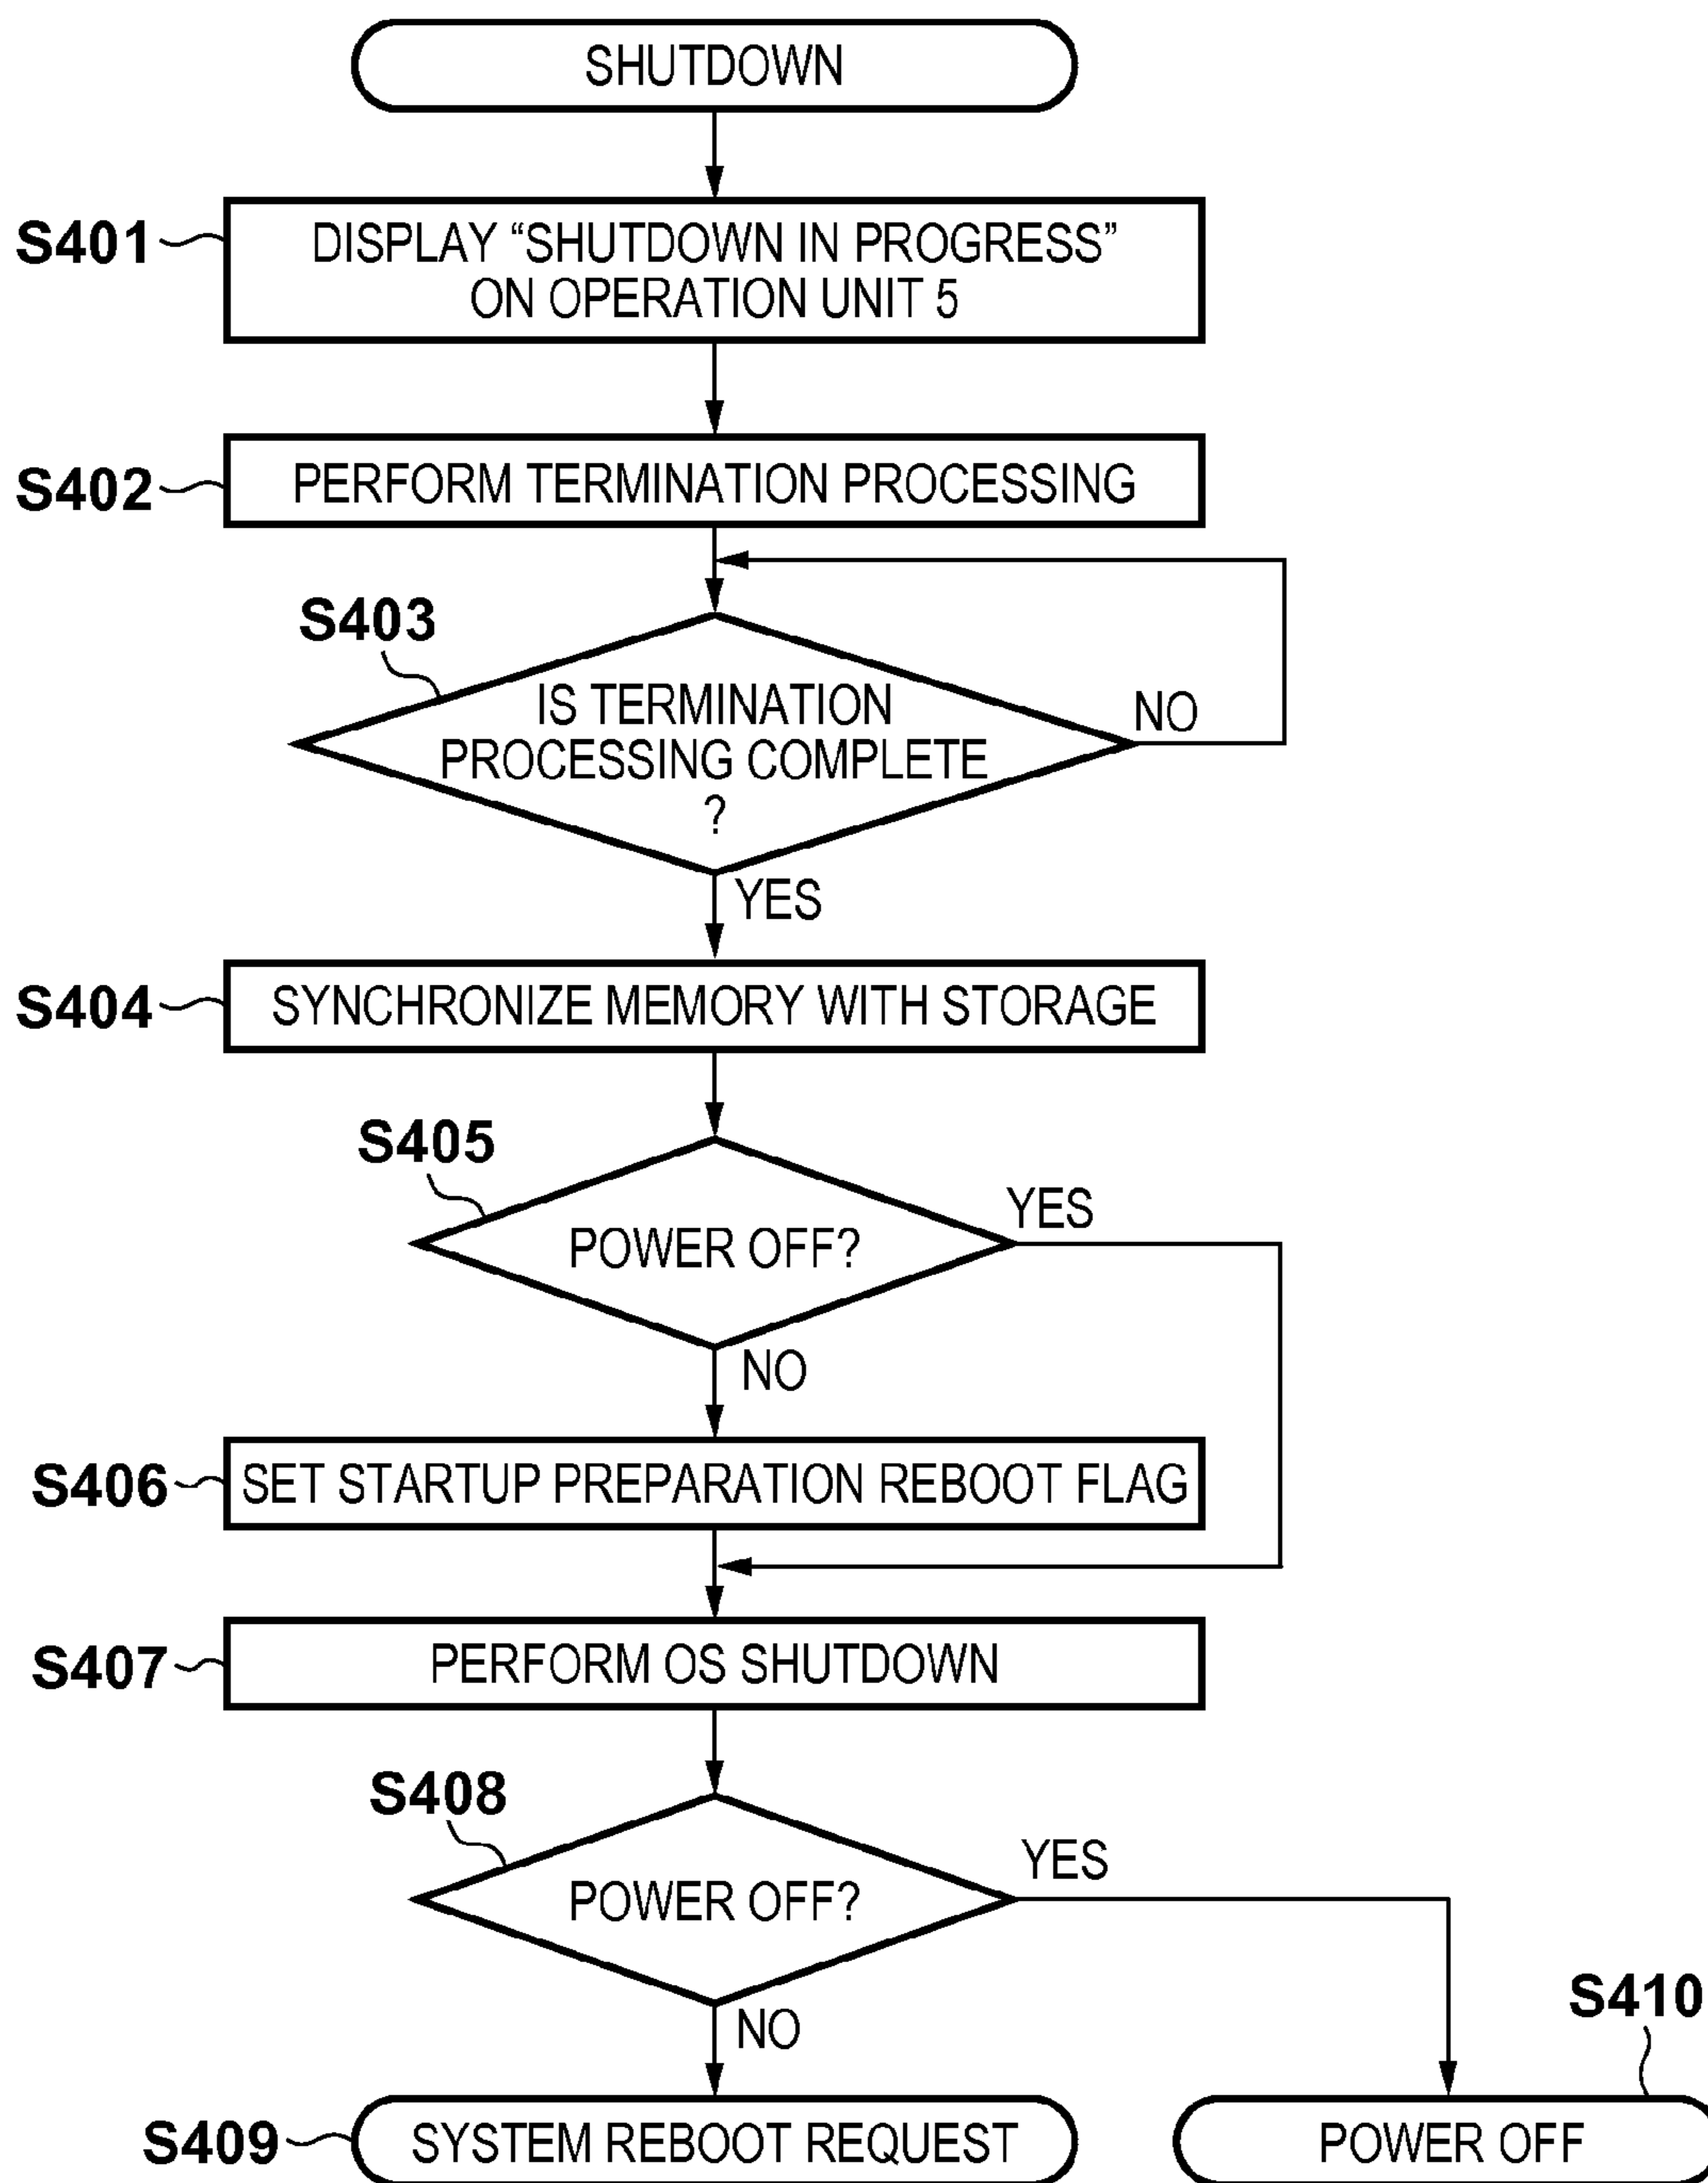 SHUTDOWN
S401
DISPLAY “SHUTDOWN IN PROGRESS”
ON OPERATION UNIT 5
S402
PERFORM TERMINATION PROCESSING
S403
IS TERMINATION
PROCESSING COMPLETE
?
NO
YES
S404
SYNCHRONIZE MEMORY WITH STORAGE
S405
POWER OFF?
YES
NO
S406
SET STARTUP PREPARATION REBOOT FLAG
S407
PERFORM OS SHUTDOWN
S408
POWER OFF?
YES
NO
S409
SYSTEM REBOOT REQUEST
S410
POWER OFF